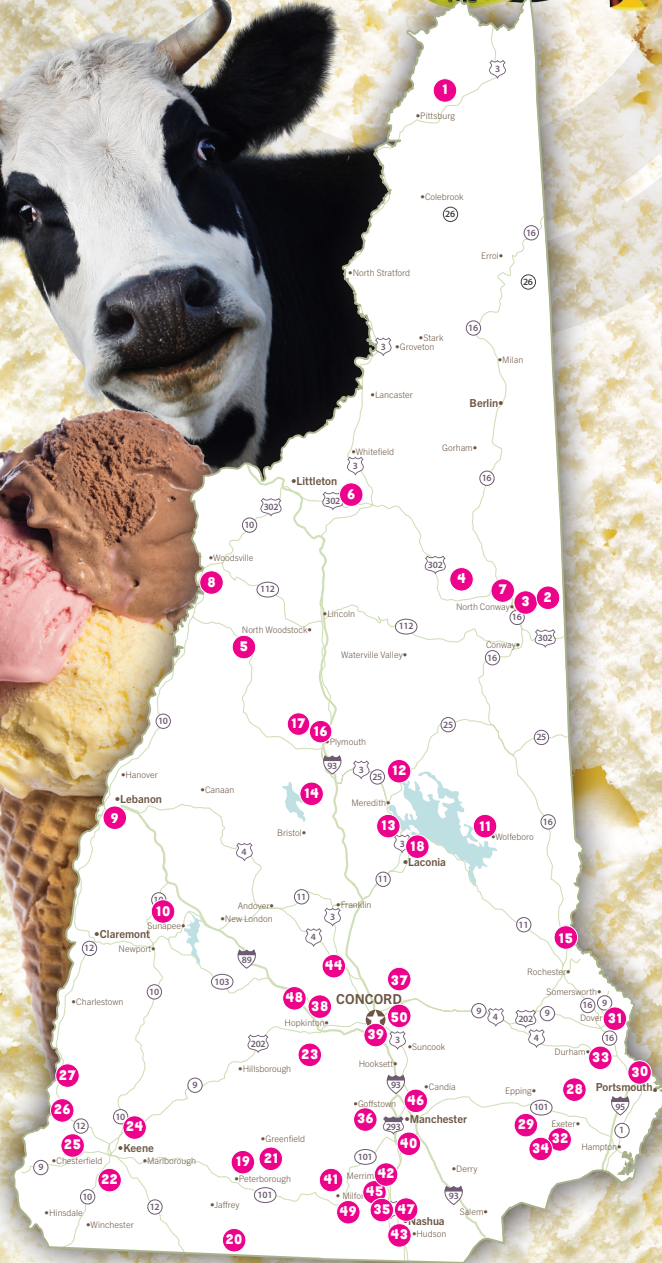 3
1
Pittsburg
Colebrook
26
16
Errol
26
North Stratford
16
Stark
3
Groveton
Milan
Lancaster
Berlin
Gorham
Whitefield
3
16
Littleton
6
302
302
10
Woodsville
302
4
8
112
7
North Conway
3
2
16
Lincoln
112
North Woodstock
302
Conway
5
Waterville Valley
16
10
17
16
25
Plymouth
25
93
3
25
12
Hanover
Canaan
14
Lebanon
Meredith
9
13
11
16
Bristol
Wolfeboro
3
18
4
Laconia
11
10
11
Andover
Franklin
10
3
New London
Sunapee
11
Claremont
4
15
12
Newport
89
44
Rochester
103
37
10
Somersworth
48
38
CONCORD
16
9
Charlestown
9
4
202
9
Dover
31
50
Hopkinton
39
3
4
16
202
Suncook
23
Durham
33
Hooksett
27
Hillsborough
30
9
93
Candia
Epping
28
Portsmouth
46
101
95
26
Goffstown
10
36
293
Manchester
29
12
24
Exeter
1
25
Keene
Greenfield
40
34
32
Hampton
9
Chesterfield
Marlborough
19
21
101
Derry
22
Peterborough
41
Merrim
42
10
101
45
93
12
Jaffrey
Milfor
Hinsdale
49
35
47
Salem
Winchester
Nashua
20
43
Hudson